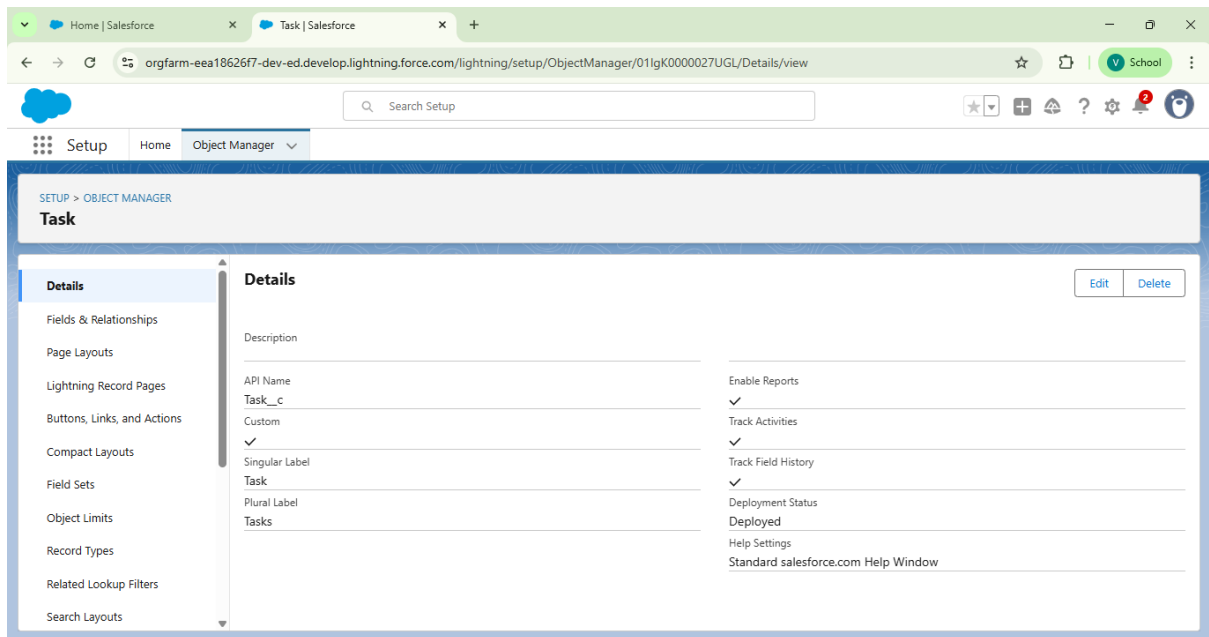 Home | Salesforce
Task | Salesforce
orgfarm-eea18626f7-dev-ed.develop.lightning.force.com/lightning/setup/ObjectManager/01IgK0000027UGL/Details/view
V School
Search Setup
2
Setup
Home
Object Manager
SETUP > OBJECT MANAGER
Task
Details
Fields & Relationships
Page Layouts
Lightning Record Pages
Buttons, Links, and Actions
Compact Layouts
Field Sets
Object Limits
Record Types
Related Lookup Filters
Search Layouts
Details
Edit
Delete
Description
API Name
Task__c
Custom
Singular Label
Task
Plural Label
Tasks
Enable Reports
Track Activities
Track Field History
Deployment Status
Deployed
Help Settings
Standard salesforce.com Help Window